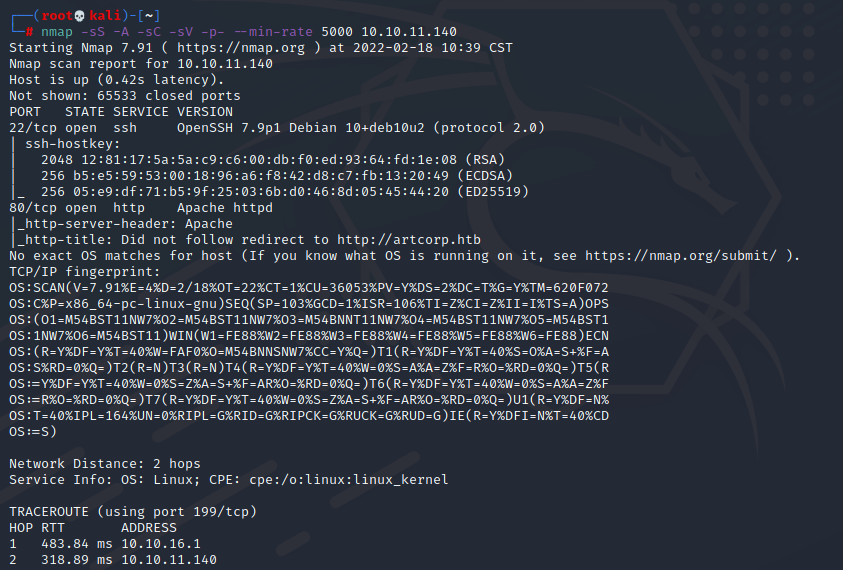 ┌──(root💀kali)-[~]
└─# nmap -sS -A -sC -sV -p- --min-rate 5000 10.10.11.140
Starting Nmap 7.91 ( https://nmap.org ) at 2022-02-18 10:39 CST
Nmap scan report for 10.10.11.140
Host is up (0.42s latency).
Not shown: 65533 closed ports
PORT   STATE SERVICE VERSION
22/tcp open  ssh     OpenSSH 7.9p1 Debian 10+deb10u2 (protocol 2.0)
| ssh-hostkey:
|   2048 12:81:17:5a:5a:c9:c6:00:db:f0:ed:93:64:fd:1e:08 (RSA)
|   256 b5:e5:59:53:00:18:96:a6:f8:42:d8:c7:fb:13:20:49 (ECDSA)
|_  256 05:e9:df:71:b5:9f:25:03:6b:d0:46:8d:05:45:44:20 (ED25519)
80/tcp open  http    Apache httpd
|_http-server-header: Apache
|_http-title: Did not follow redirect to http://artcorp.htb
No exact OS matches for host (If you know what OS is running on it, see https://nmap.org/submit/ ).
TCP/IP fingerprint:
OS:SCAN(V=7.91%E=4%D=2/18%OT=22%CT=1%CU=36053%PV=Y%DS=2%DC=T%G=Y%TM=620F072
OS:C%P=x86_64-pc-linux-gnu)SEQ(SP=103%GCD=1%ISR=106%TI=Z%CI=Z%II=I%TS=A)OPS
OS:(O1=M54BST11NW7%O2=M54BST11NW7%O3=M54BNNT11NW7%O4=M54BST11NW7%O5=M54BST1
OS:1NW7%O6=M54BST11)WIN(W1=FE88%W2=FE88%W3=FE88%W4=FE88%W5=FE88%W6=FE88)ECN
OS:(R=Y%DF=Y%T=40%W=FAF0%O=M54BNNSNW7%CC=Y%Q=)T1(R=Y%DF=Y%T=40%S=O%A=S+%F=A
OS:S%RD=0%Q=)T2(R=N)T3(R=N)T4(R=Y%DF=Y%T=40%W=0%S=A%A=Z%F=R%O=%RD=0%Q=)T5(R
OS:=Y%DF=Y%T=40%W=0%S=Z%A=S+%F=AR%O=%RD=0%Q=)T6(R=Y%DF=Y%T=40%W=0%S=A%A=Z%F
OS:=R%O=%RD=0%Q=)T7(R=Y%DF=Y%T=40%W=0%S=Z%A=S+%F=AR%O=%RD=0%Q=)U1(R=Y%DF=N%
OS:T=40%IPL=164%UN=0%RIPL=G%RID=G%RIPCK=G%RUCK=G%RUD=G)IE(R=Y%DFI=N%T=40%CD
OS:=S)
Network Distance: 2 hops
Service Info: OS: Linux; CPE: cpe:/o:linux:linux_kernel
TRACEROUTE (using port 199/tcp)
HOP RTT       ADDRESS
1   483.84 ms 10.10.16.1
2   318.89 ms 10.10.11.140